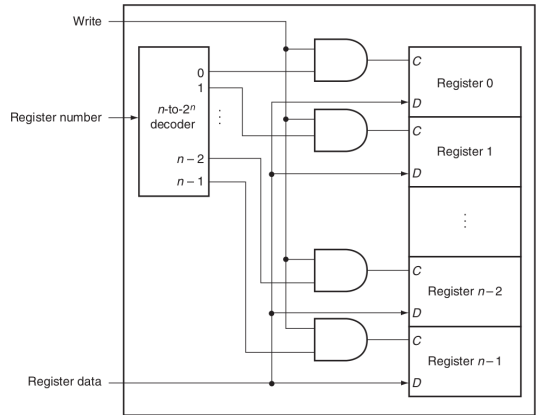 Write
0
C
Register 0
1
n-to-2ⁿ
decoder
⋮
D
Register number
C
Register 1
n – 2
D
n – 1
⋮
C
Register n – 2
D
C
Register n – 1
Register data
D